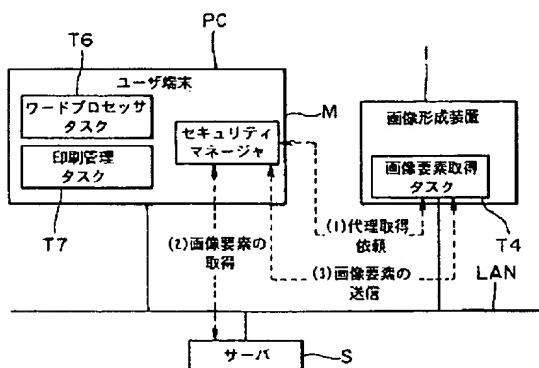 T6
PC
1
ユーザ端末
ワードプロセッサ
タスク
セキュリティ
マネージャ
M
画像形成装置
印刷管理
タスク
画像要素取得
タスク
T7
(1)代理取得
依頼
T4
(2)画像要素の
取得
(3)画像要素の
送信
LAN
サーバ
S